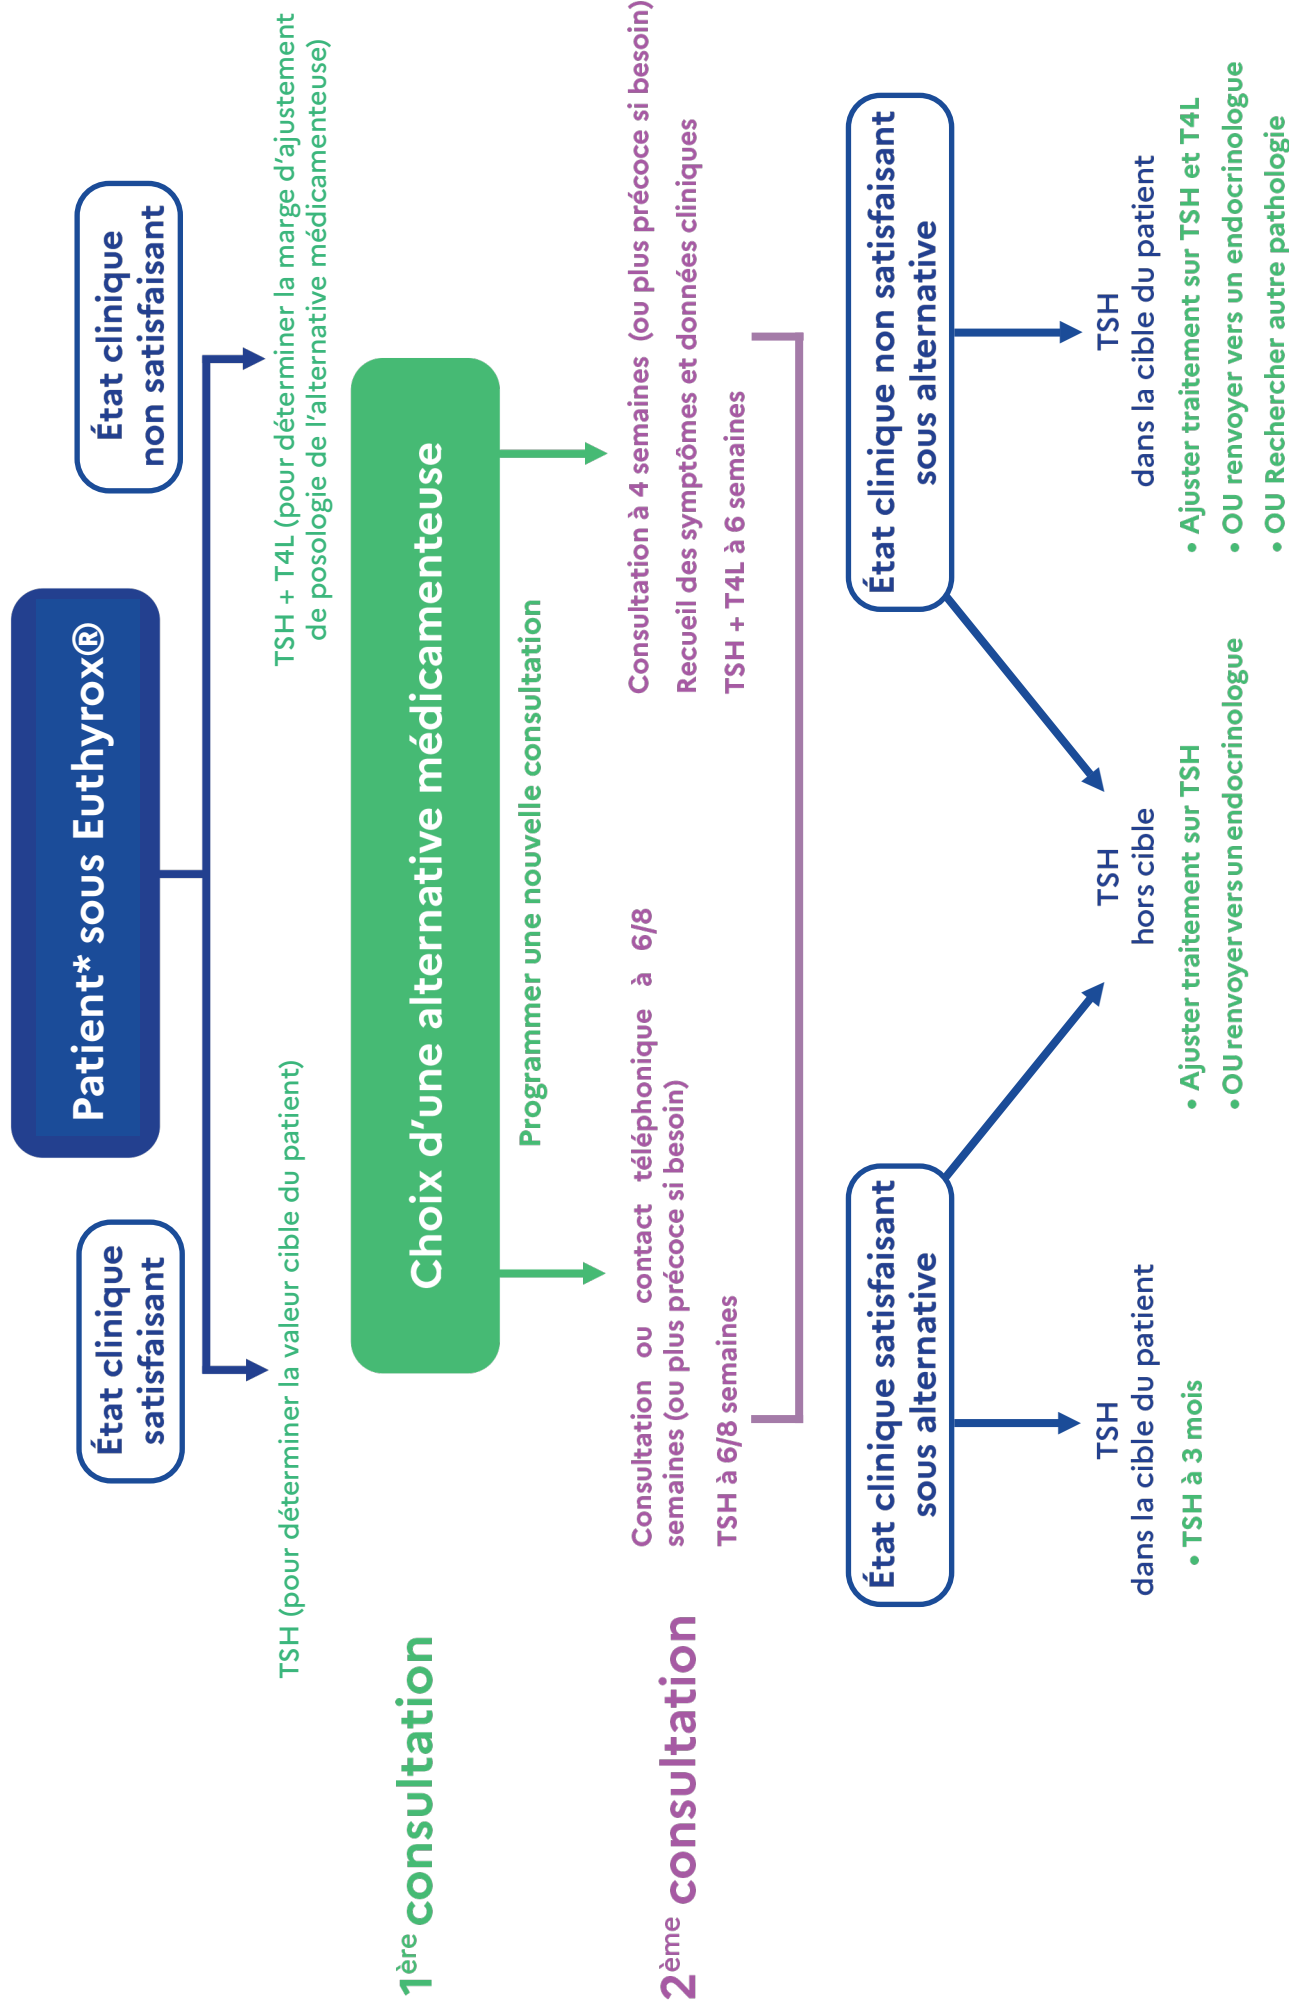 Patient* sous Euthyrox®
État clinique
satisfaisant
État clinique
non satisfaisant
TSH (pour déterminer la valeur cible du patient)
TSH + T4L (pour déterminer la marge d'ajustement
de posologie de l'alternative médicamenteuse)
1ère consultation
Choix d'une alternative médicamenteuse
Programmer une nouvelle consultation
2ème consultation
Consultation ou contact téléphonique à 6/8
semaines (ou plus précoce si besoin)
TSH à 6/8 semaines
Consultation à 4 semaines (ou plus précoce si besoin)
Recueil des symptômes et données cliniques
TSH + T4L à 6 semaines
État clinique satisfaisant
sous alternative
État clinique non satisfaisant
sous alternative
TSH
dans la cible du patient
• TSH à 3 mois
TSH
hors cible
• Ajuster traitement sur TSH
• OU renvoyer vers un endocrinologue
TSH
dans la cible du patient
• Ajuster traitement sur TSH et T4L
• OU renvoyer vers un endocrinologue
• OU Rechercher autre pathologie